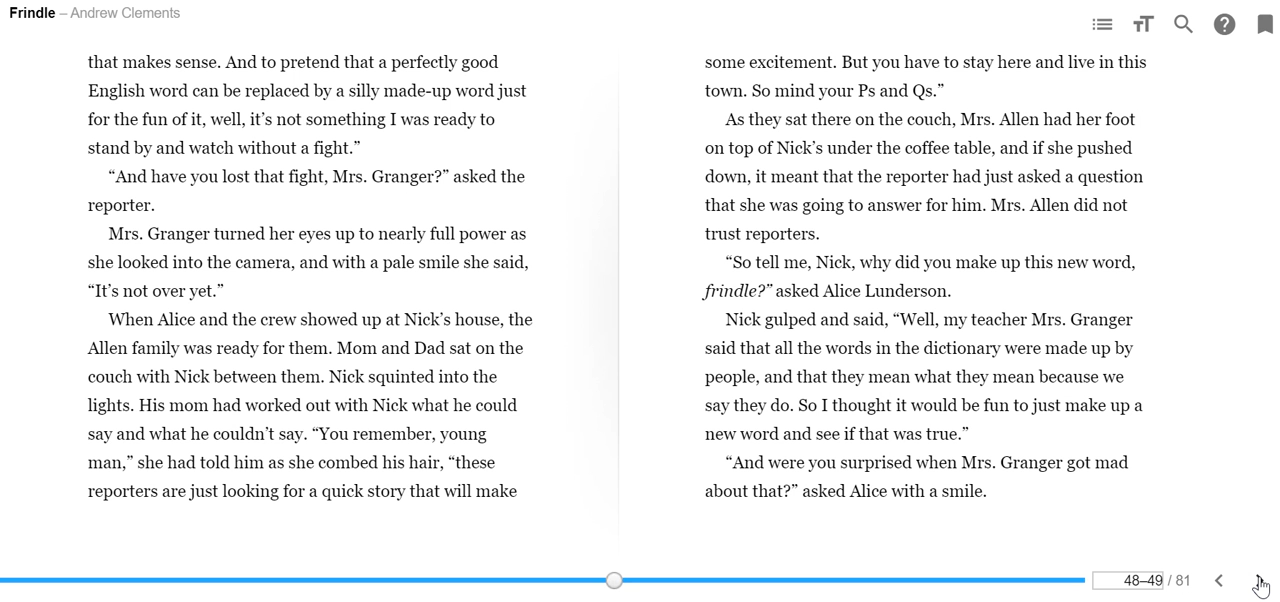 Frindle – Andrew Clements
that makes sense. And to pretend that a perfectly good
English word can be replaced by a silly made-up word just
for the fun of it, well, it’s not something I was ready to
stand by and watch without a fight.”
“And have you lost that fight, Mrs. Granger?” asked the
reporter.
Mrs. Granger turned her eyes up to nearly full power as
she looked into the camera, and with a pale smile she said,
“It’s not over yet.”
When Alice and the crew showed up at Nick’s house, the
Allen family was ready for them. Mom and Dad sat on the
couch with Nick between them. Nick squinted into the
lights. His mom had worked out with Nick what he could
say and what he couldn’t say. “You remember, young
man,” she had told him as she combed his hair, “these
reporters are just looking for a quick story that will make
some excitement. But you have to stay here and live in this
town. So mind your Ps and Qs.”
As they sat there on the couch, Mrs. Allen had her foot
on top of Nick’s under the coffee table, and if she pushed
down, it meant that the reporter had just asked a question
that she was going to answer for him. Mrs. Allen did not
trust reporters.
“So tell me, Nick, why did you make up this new word,
frindle?” asked Alice Lunderson.
Nick gulped and said, “Well, my teacher Mrs. Granger
said that all the words in the dictionary were made up by
people, and that they mean what they mean because we
say they do. So I thought it would be fun to just make up a
new word and see if that was true.”
“And were you surprised when Mrs. Granger got mad
about that?” asked Alice with a smile.
48–49 / 81